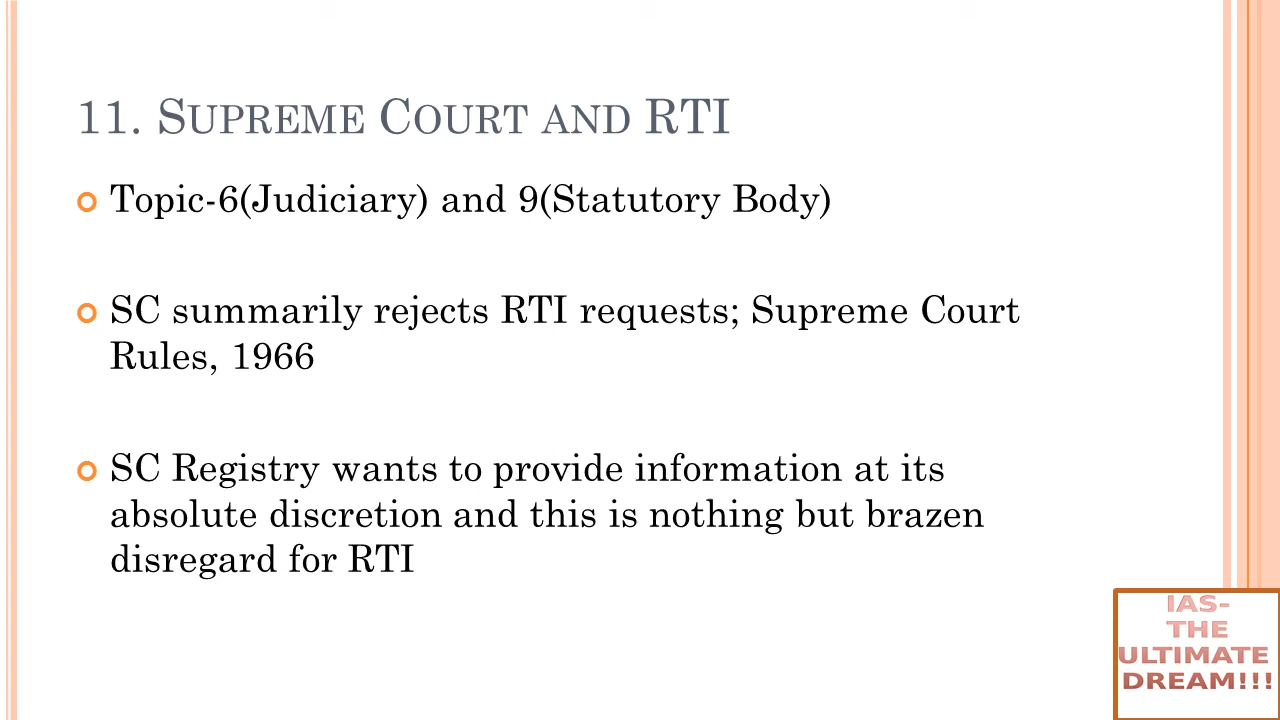 11. SUPREME COURT AND RTI
Topic-6(Judiciary) and 9(Statutory Body)
SC summarily rejects RTI requests; Supreme Court
Rules, 1966
SC Registry wants to provide information at its
absolute discretion and this is nothing but brazen
disregard for RTI
IAS-
THE
ULTIMATE
DREAM!!!